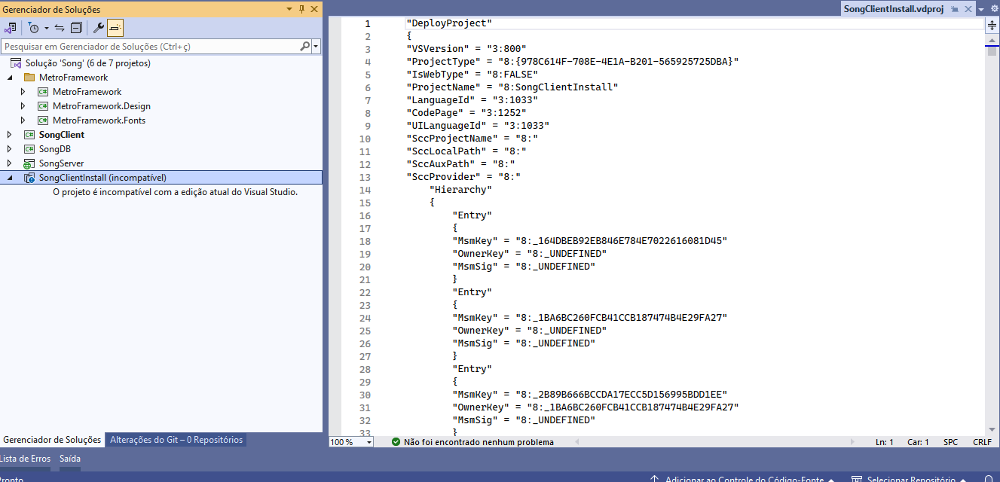 Gerenciador de Soluções
Pesquisar em Gerenciador de Soluções (Ctrl+ç)
Solução 'Song' (6 de 7 projetos)
MetroFramework
C# MetroFramework
C# MetroFramework.Design
C# MetroFramework.Fonts
C# SongClient
C# SongDB
SongServer
SongClientInstall (incompatível)
O projeto é incompatível com a edição atual do Visual Studio.
Gerenciador de Soluções
Alterações do Git – 0 Repositórios
SongClientInstall.vdproj
1 "DeployProject"
2 {
3 "VSVersion" = "3:800"
4 "ProjectType" = "8:{978C614F-708E-4E1A-B201-565925725DBA}"
5 "IsWebType" = "8:FALSE"
6 "ProjectName" = "8:SongClientInstall"
7 "LanguageId" = "3:1033"
8 "CodePage" = "3:1252"
9 "UILanguageId" = "3:1033"
10 "SccProjectName" = "8:"
11 "SccLocalPath" = "8:"
12 "SccAuxPath" = "8:"
13 "SccProvider" = "8:"
14 "Hierarchy"
15 {
16 "Entry"
17 {
18 "MsmKey" = "8:_164DBEB92EB846E784E7022616081D45"
19 "OwnerKey" = "8:_UNDEFINED"
20 "MsmSig" = "8:_UNDEFINED"
21 }
22 "Entry"
23 {
24 "MsmKey" = "8:_1BA6BC260FCB41CCB187474B4E29FA27"
25 "OwnerKey" = "8:_UNDEFINED"
26 "MsmSig" = "8:_UNDEFINED"
27 }
28 "Entry"
29 {
30 "MsmKey" = "8:_2B89B666BCCDA17ECC5D156995BDD1EE"
31 "OwnerKey" = "8:_1BA6BC260FCB41CCB187474B4E29FA27"
32 "MsmSig" = "8:_UNDEFINED"
33 }
100 %
Não foi encontrado nenhum problema
Ln: 1 Car: 1 SPC CRLF
Lista de Erros Saída
Pronto
Adicionar ao Controle do Código-Fonte
Selecionar Repositório